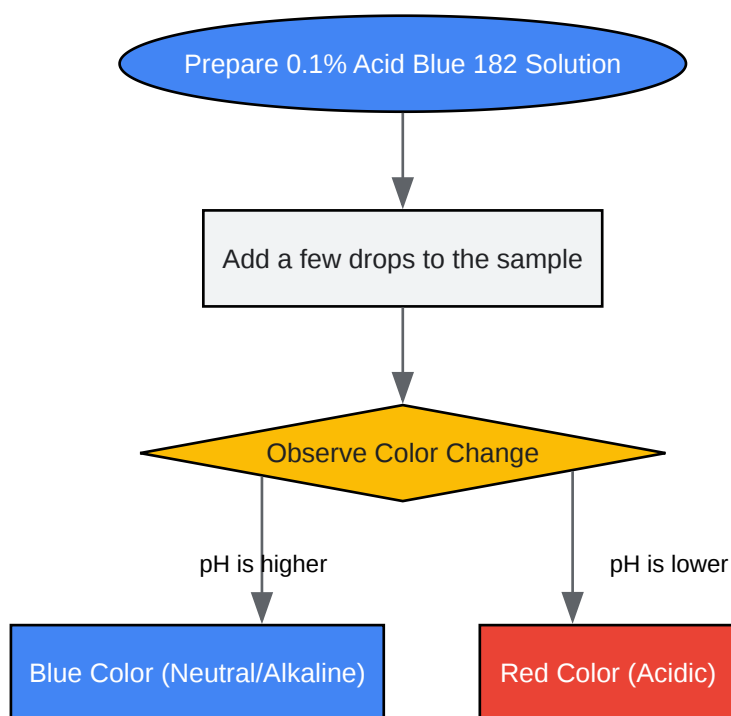 Prepare 0.1% Acid Blue 182 Solution
Add a few drops to the sample
Observe Color Change
pH is higher
pH is lower
Blue Color (Neutral/Alkaline)
Red Color (Acidic)